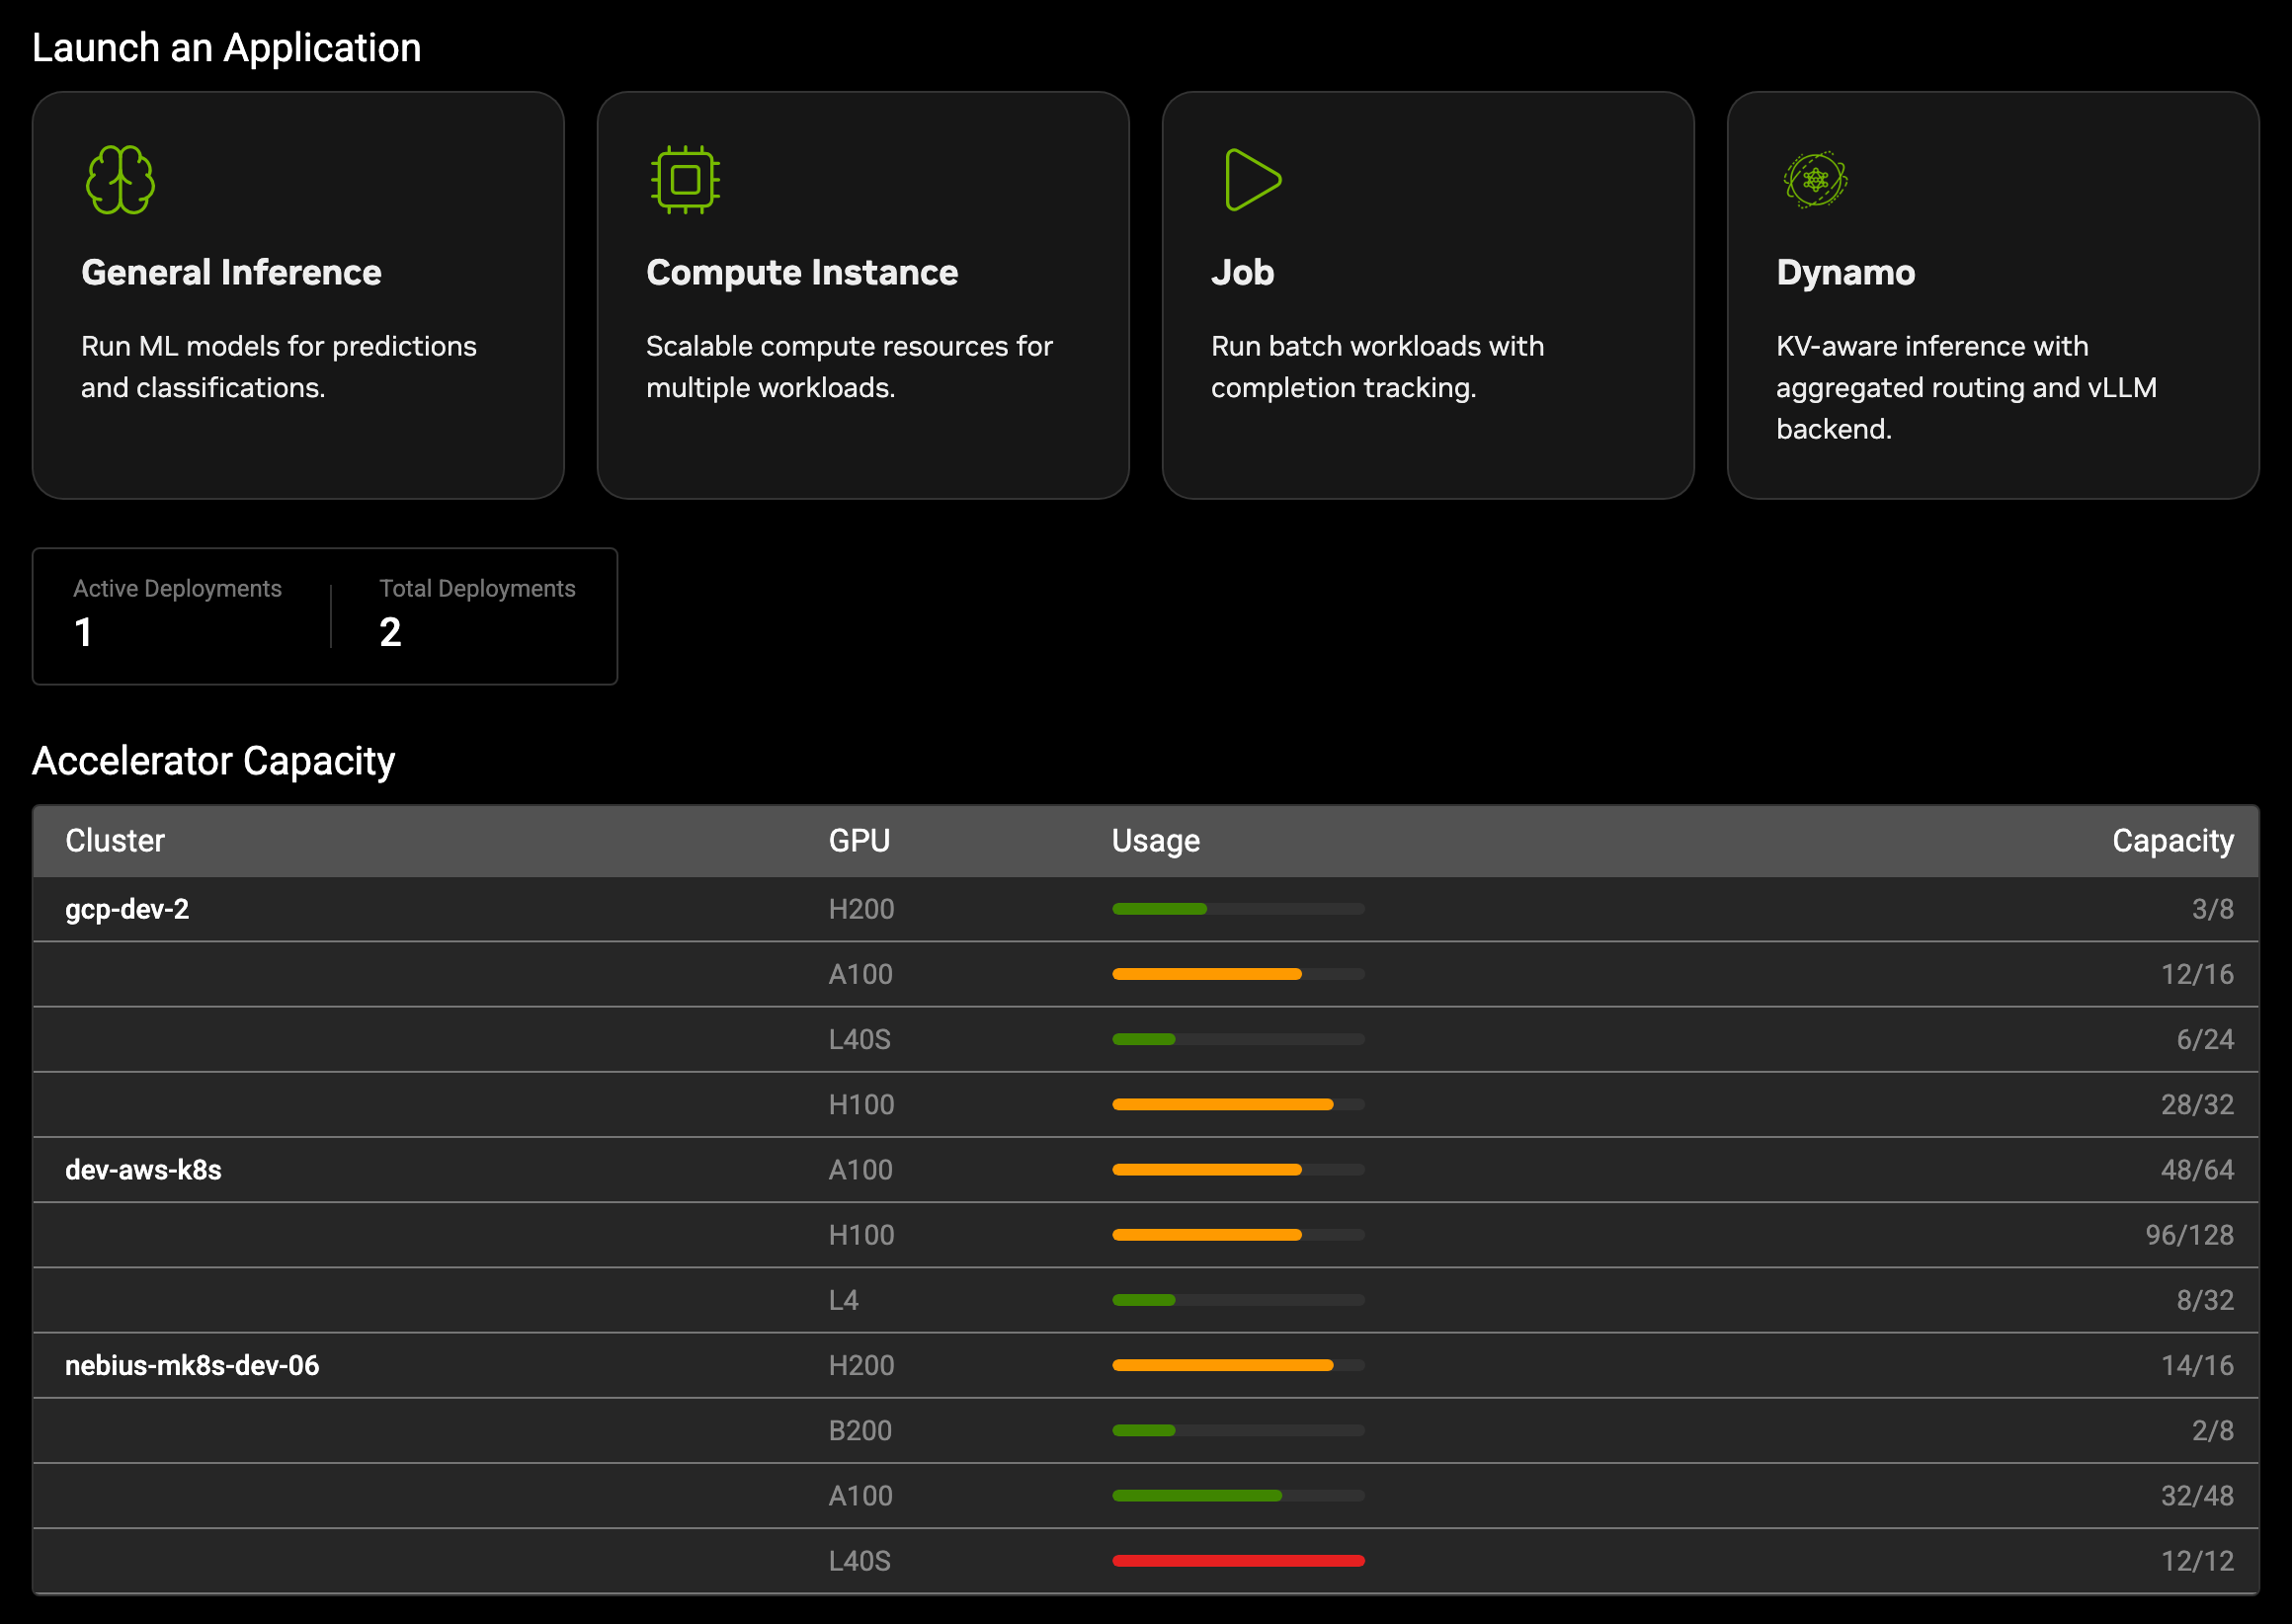 Launch an Application
General Inference
Run ML models for predictions
and classifications.
Compute Instance
Scalable compute resources for
multiple workloads.
Job
Run batch workloads with
completion tracking.
Dynamo
KV-aware inference with
aggregated routing and vLLM
backend.
Active Deployments
1
Total Deployments
2
Accelerator Capacity
Cluster GPU Usage Capacity
gcp-dev-2 H200 3/8
A100 12/16
L40S 6/24
H100 28/32
dev-aws-k8s A100 48/64
H100 96/128
L4 8/32
nebius-mk8s-dev-06 H200 14/16
B200 2/8
A100 32/48
L40S 12/12